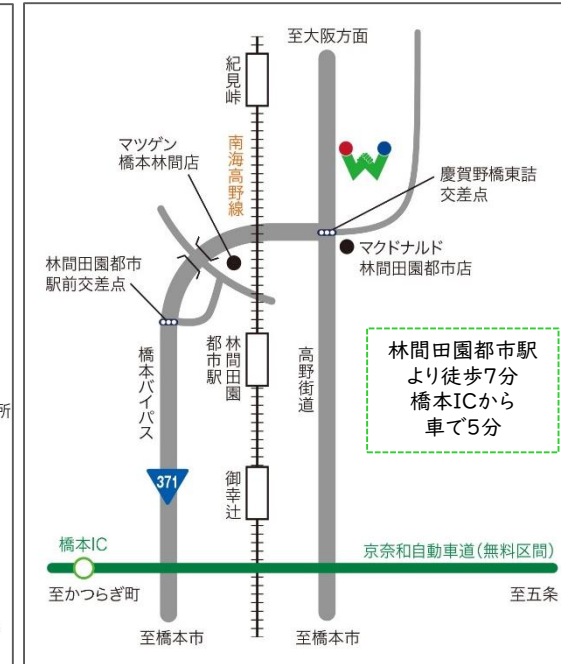 至大阪方面
紀見峠
マツゲン
橋本林間店
南海高野線
慶賀野橋東詰
交差点
マクドナルド
林間田園都市店
林間田園都市
駅前交差点
林間田園
都市駅
高野街道
橋本バイパス
林間田園都市駅
より徒歩7分
橋本ICから
車で5分
所
371
御幸辻
橋本IC
京奈和自動車道(無料区間)
至かつらぎ町
至五条
至橋本市
至橋本市